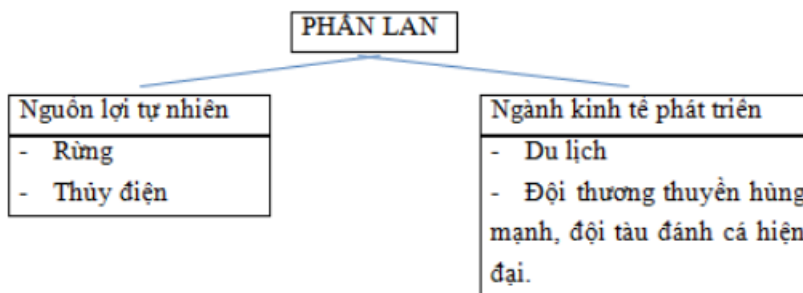 PHẦN LAN
Nguồn lợi tự nhiên
- Rừng
- Thủy điện
Ngành kinh tế phát triển
- Du lịch
- Đội thương thuyền hùng
mạnh, đội tàu đánh cá hiện
đại.